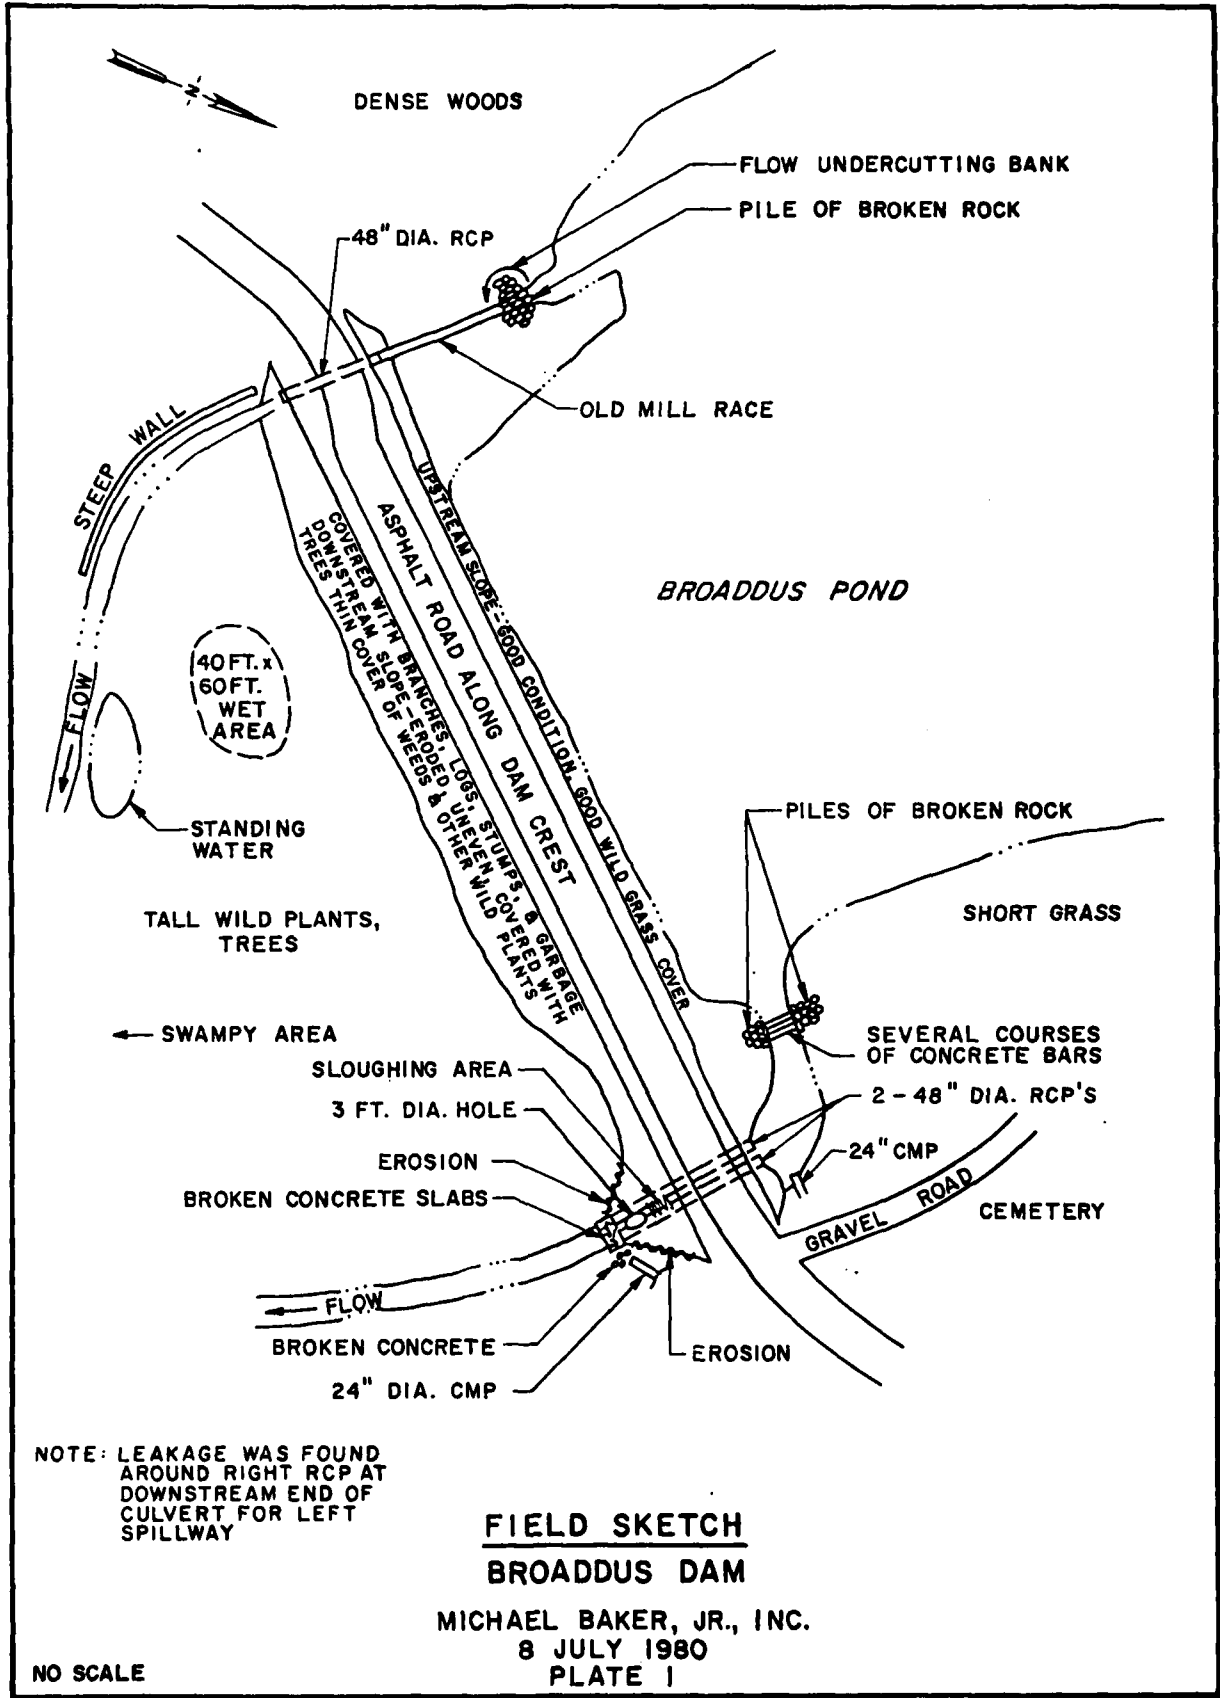 N
DENSE WOODS
FLOW UNDERCUTTING BANK
PILE OF BROKEN ROCK
48" DIA. RCP
OLD MILL RACE
STEEP WALL
UPSTREAM SLOPE - GOOD CONDITION, GOOD WILD GRASS COVER
ASPHALT ROAD ALONG DAM CREST
COVERED WITH BRANCHES, LOGS, STUMPS, & GARBAGE
DOWNSTREAM SLOPE - ERODED, UNEVEN, COVERED WITH
TREES THIN COVER OF WEEDS & OTHER WILD PLANTS
BROADDUS POND
40 FT. x
60 FT.
WET
AREA
FLOW
STANDING
WATER
PILES OF BROKEN ROCK
TALL WILD PLANTS,
TREES
SHORT GRASS
SWAMPY AREA
SEVERAL COURSES
OF CONCRETE BARS
SLOUGHING AREA
2 - 48" DIA. RCP'S
3 FT. DIA. HOLE
24" CMP
EROSION
BROKEN CONCRETE SLABS
GRAVEL ROAD
CEMETERY
FLOW
BROKEN CONCRETE
EROSION
24" DIA. CMP
NOTE: LEAKAGE WAS FOUND
AROUND RIGHT RCP AT
DOWNSTREAM END OF
CULVERT FOR LEFT
SPILLWAY
FIELD SKETCH
BROADDUS DAM
MICHAEL BAKER, JR., INC.
8 JULY 1980
PLATE I
NO SCALE